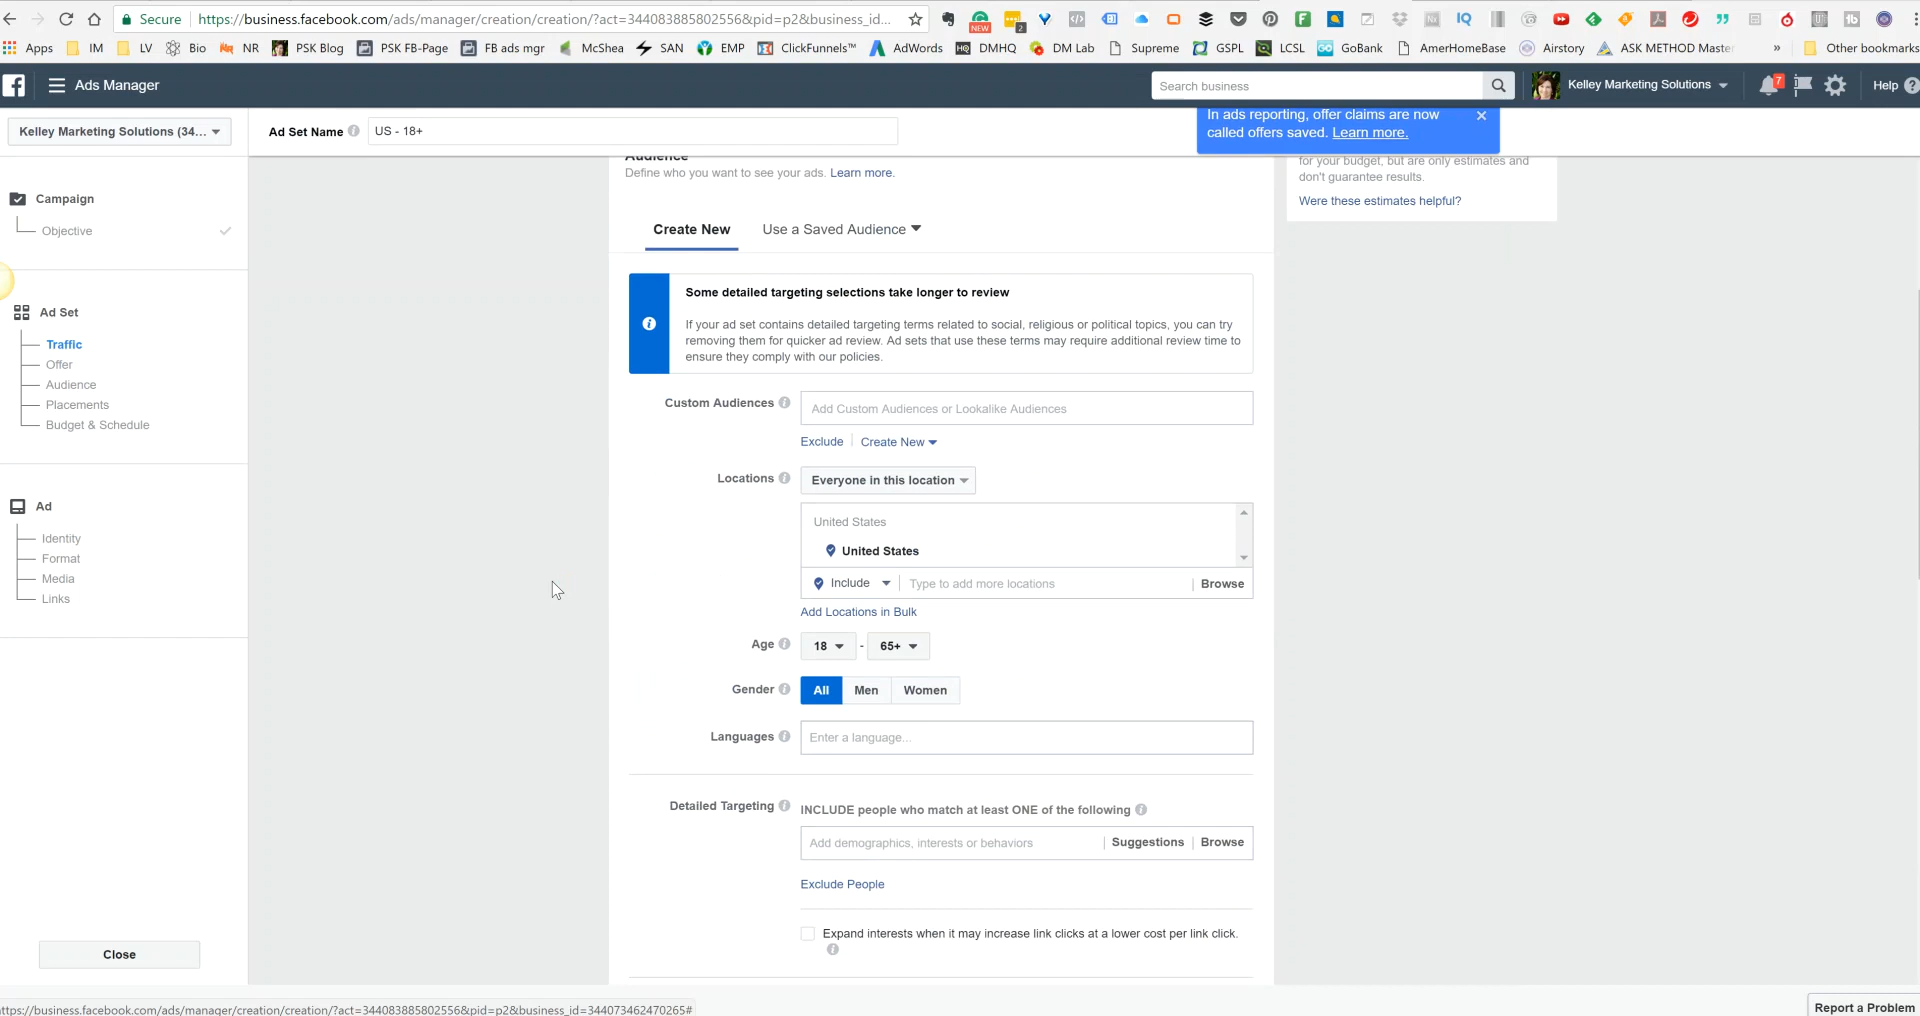 Secure https://business.facebook.com/ads/manager/creation/creation/?act=344083885802556&pid=p2&business_id...
NEW 2 IQ
Apps IM LV Bio NR PSK Blog PSK FB-Page FB ads mgr McShea SAN EMP ClickFunnels™ AdWords DMHQ DM Lab Supreme GSPL LCSL GoBank AmerHomeBase Airstory ASK METHOD Maste » Other bookmarks
Ads Manager Search business Kelley Marketing Solutions 7 Help
Kelley Marketing Solutions (34... Ad Set Name US - 18+
In ads reporting, offer claims are now
called offers saved. Learn more.
Audience
Define who you want to see your ads. Learn more.
for your budget, but are only estimates and
don't guarantee results.
Were these estimates helpful?
Campaign
Objective
Ad Set
Traffic
Offer
Audience
Placements
Budget & Schedule
Ad
Identity
Format
Media
Links
Close
Create New Use a Saved Audience
Some detailed targeting selections take longer to review
If your ad set contains detailed targeting terms related to social, religious or political topics, you can try
removing them for quicker ad review. Ad sets that use these terms may require additional review time to
ensure they comply with our policies.
Custom Audiences Add Custom Audiences or Lookalike Audiences
Exclude Create New
Locations Everyone in this location
United States
United States
Include Type to add more locations Browse
Add Locations in Bulk
Age 18 - 65+
Gender All Men Women
Languages Enter a language...
Detailed Targeting INCLUDE people who match at least ONE of the following
Add demographics, interests or behaviors Suggestions Browse
Exclude People
Expand interests when it may increase link clicks at a lower cost per link click.
ttps://business.facebook.com/ads/manager/creation/creation/?act=344083885802556&pid=p2&business_id=344073462470265#
Report a Problem